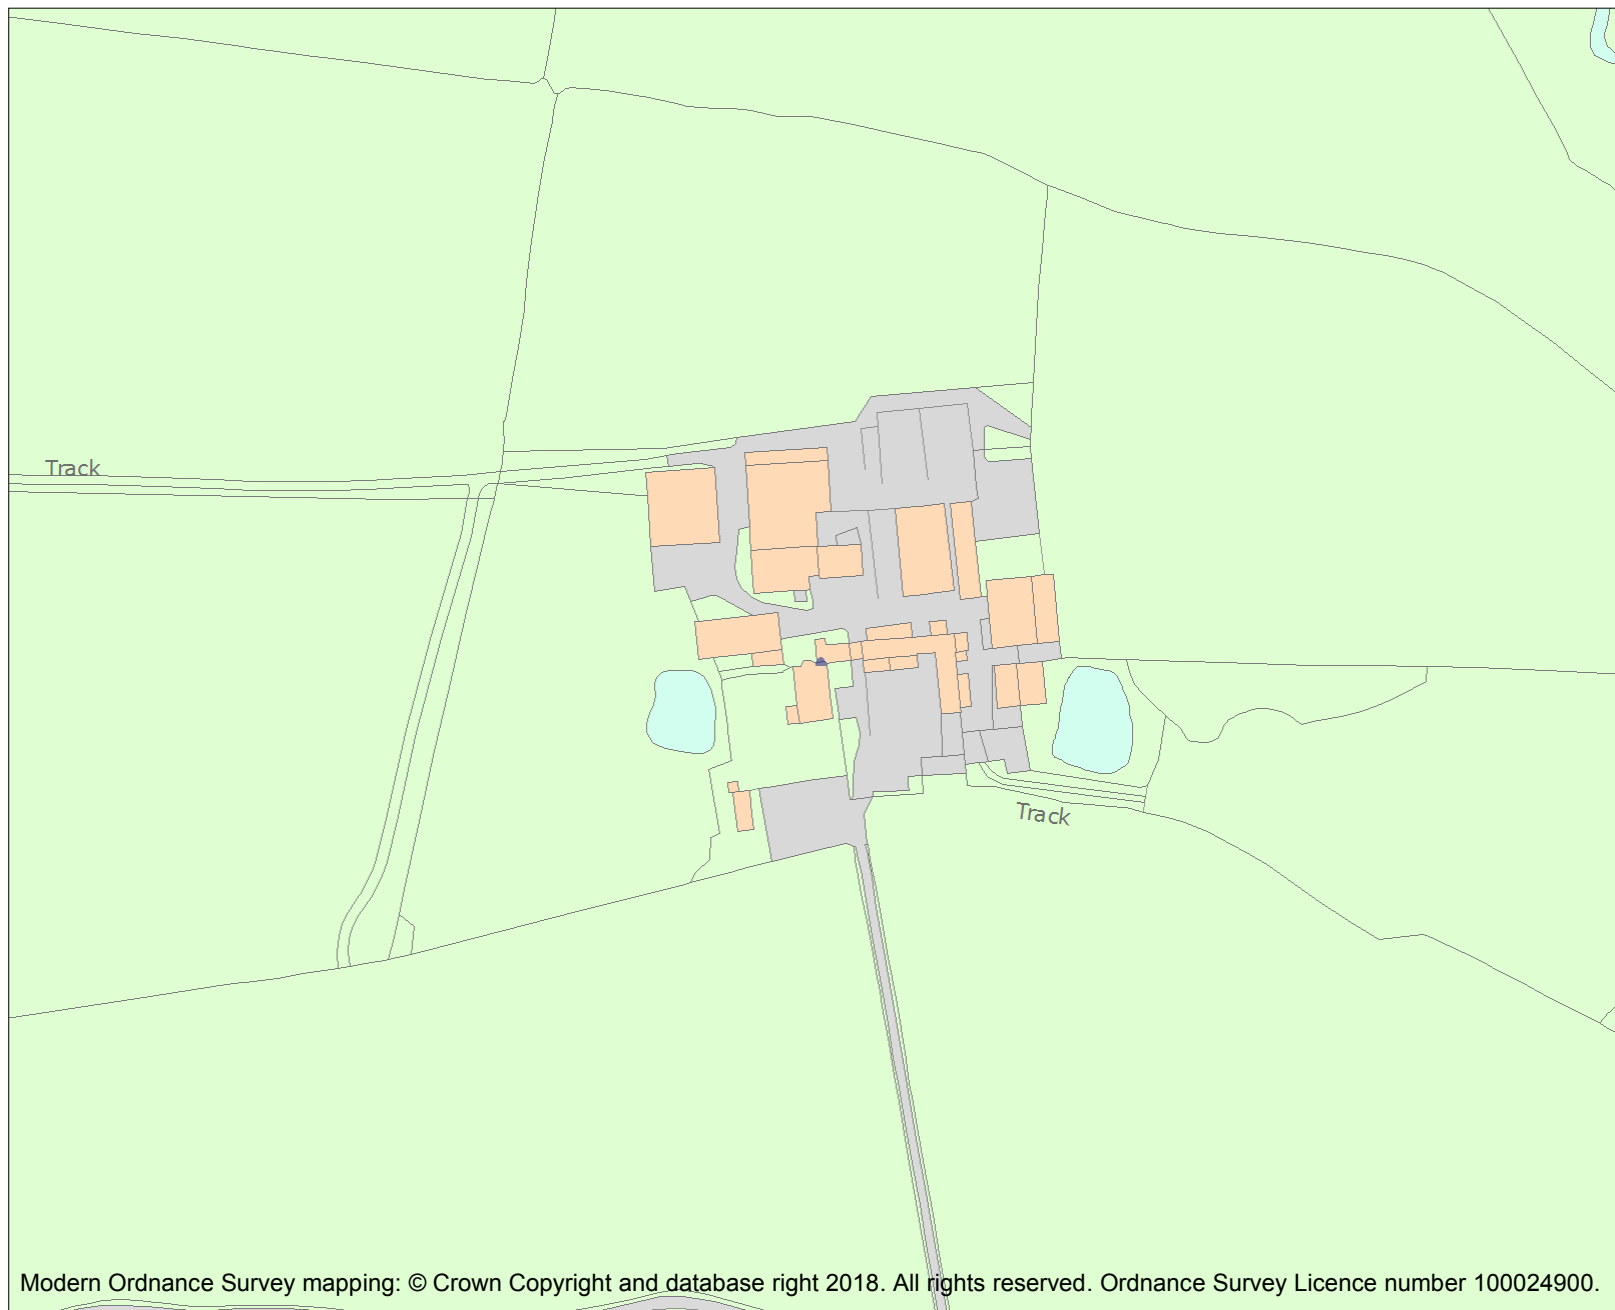 Track
Track
Modern Ordnance Survey mapping: © Crown Copyright and database right 2018. All rights reserved. Ordnance Survey Licence number 100024900.